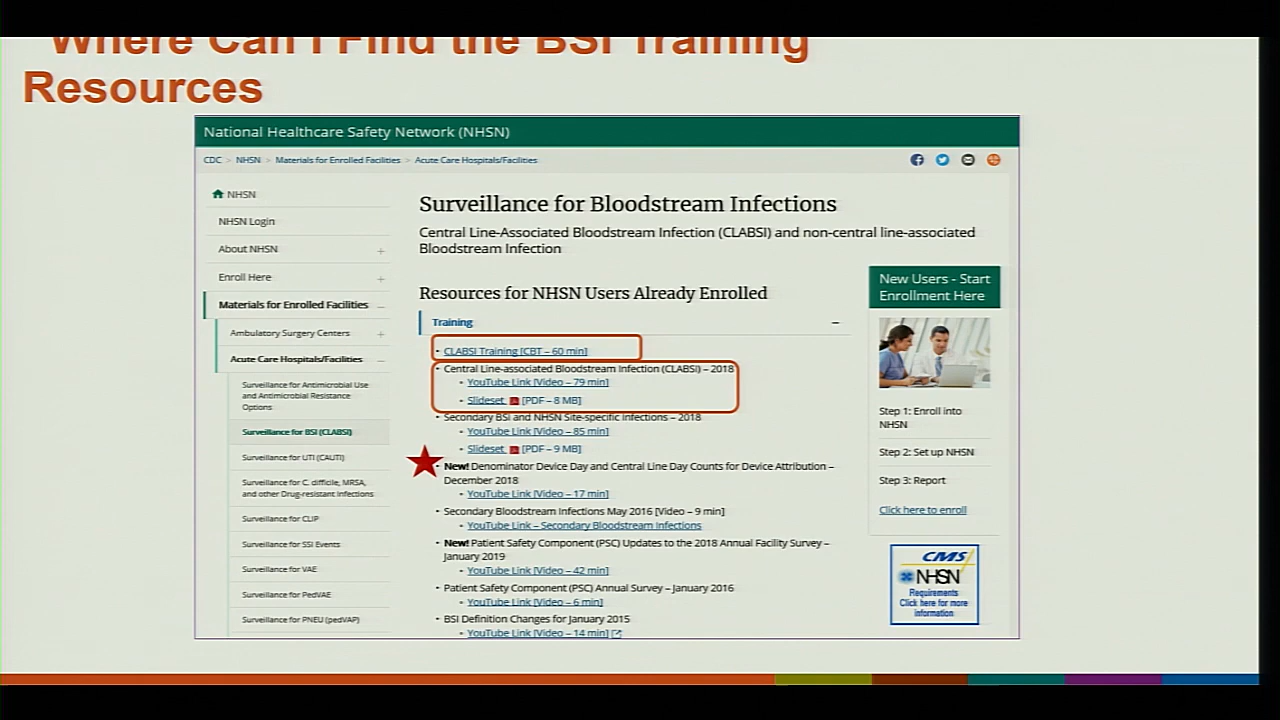 Where Can I Find the BSI Training
Resources
National Healthcare Safety Network (NHSN)
CDC > NHSN > Materials for Enrolled Facilities > Acute Care Hospitals/Facilities
NHSN
NHSN Login
About NHSN +
Enroll Here +
Materials for Enrolled Facilities −
Ambulatory Surgery Centers +
Acute Care Hospitals/Facilities −
Surveillance for Antimicrobial Use
and Antimicrobial Resistance
Options
Surveillance for BSI (CLABSI)
Surveillance for UTI (CAUTI)
Surveillance for C. difficile, MRSA,
and other Drug-resistant Infections
Surveillance for CLIP
Surveillance for SSI Events
Surveillance for VAE
Surveillance for PedVAE
Surveillance for PNEU (pedVAP)
Surveillance for Bloodstream Infections
Central Line-Associated Bloodstream Infection (CLABSI) and non-central line-associated
Bloodstream Infection
Resources for NHSN Users Already Enrolled
Training −
• CLABSI Training [CBT – 60 min]
• Central Line-associated Bloodstream Infection (CLABSI) – 2018
• YouTube Link [Video – 79 min]
• Slideset [PDF – 8 MB]
• Secondary BSI and NHSN Site-specific Infections – 2018
• YouTube Link [Video – 85 min]
• Slideset [PDF – 9 MB]
• New! Denominator Device Day and Central Line Day Counts for Device Attribution –
December 2018
• YouTube Link [Video – 17 min]
• Secondary Bloodstream Infections May 2016 [Video – 9 min]
• YouTube Link – Secondary Bloodstream Infections
• New! Patient Safety Component (PSC) Updates to the 2018 Annual Facility Survey –
January 2019
• YouTube Link [Video – 42 min]
• Patient Safety Component (PSC) Annual Survey – January 2016
• YouTube Link [Video – 6 min]
• BSI Definition Changes for January 2015
• YouTube Link [Video – 14 min]
New Users - Start
Enrollment Here
Step 1: Enroll into
NHSN
Step 2: Set up NHSN
Step 3: Report
Click here to enroll
CMS
NHSN
Requirements
Click here for more
information